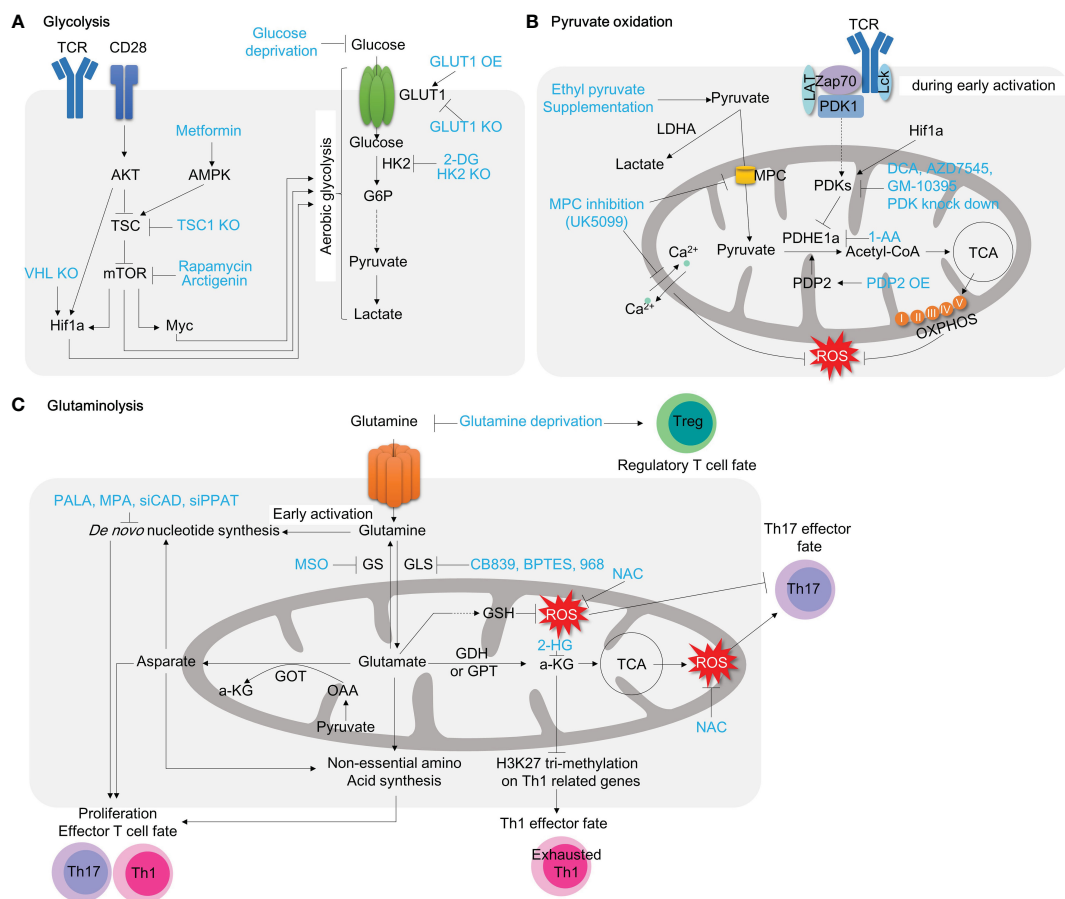 A Glycolysis
TCR
CD28
Glucose
deprivation
Glucose
GLUT1 OE
GLUT1
GLUT1 KO
Glucose
Metformin
HK2
2-DG
HK2 KO
AKT
AMPK
G6P
Aerobic glycolysis
TSC
TSC1 KO
VHL KO
mTOR
Rapamycin
Arctigenin
Pyruvate
Hif1a
Myc
Lactate
B Pyruvate oxidation
TCR
LAT
Zap70
Lck
PDK1
during early activation
Ethyl pyruvate
Supplementation
Pyruvate
LDHA
Hif1a
Lactate
MPC
PDKs
DCA, AZD7545,
GM-10395
PDK knock down
MPC inhibition
(UK5099)
PDHE1a
1-AA
Ca2+
Pyruvate
Acetyl-CoA
TCA
Ca2+
PDP2
PDP2 OE
I II III IV V
OXPHOS
ROS
C Glutaminolysis
Glutamine
Glutamine deprivation
Treg
Regulatory T cell fate
PALA, MPA, siCAD, siPPAT
Early activation
De novo nucleotide synthesis
Glutamine
Th17 effector
fate
MSO
GS
GLS
CB839, BPTES, 968
NAC
Th17
GSH
ROS
2-HG
Asparate
Glutamate
GDH
or GPT
a-KG
TCA
ROS
GOT
a-KG
OAA
Pyruvate
NAC
Non-essential amino
Acid synthesis
H3K27 tri-methylation
on Th1 related genes
Proliferation
Effector T cell fate
Th1 effector fate
Th17
Th1
Exhausted
Th1